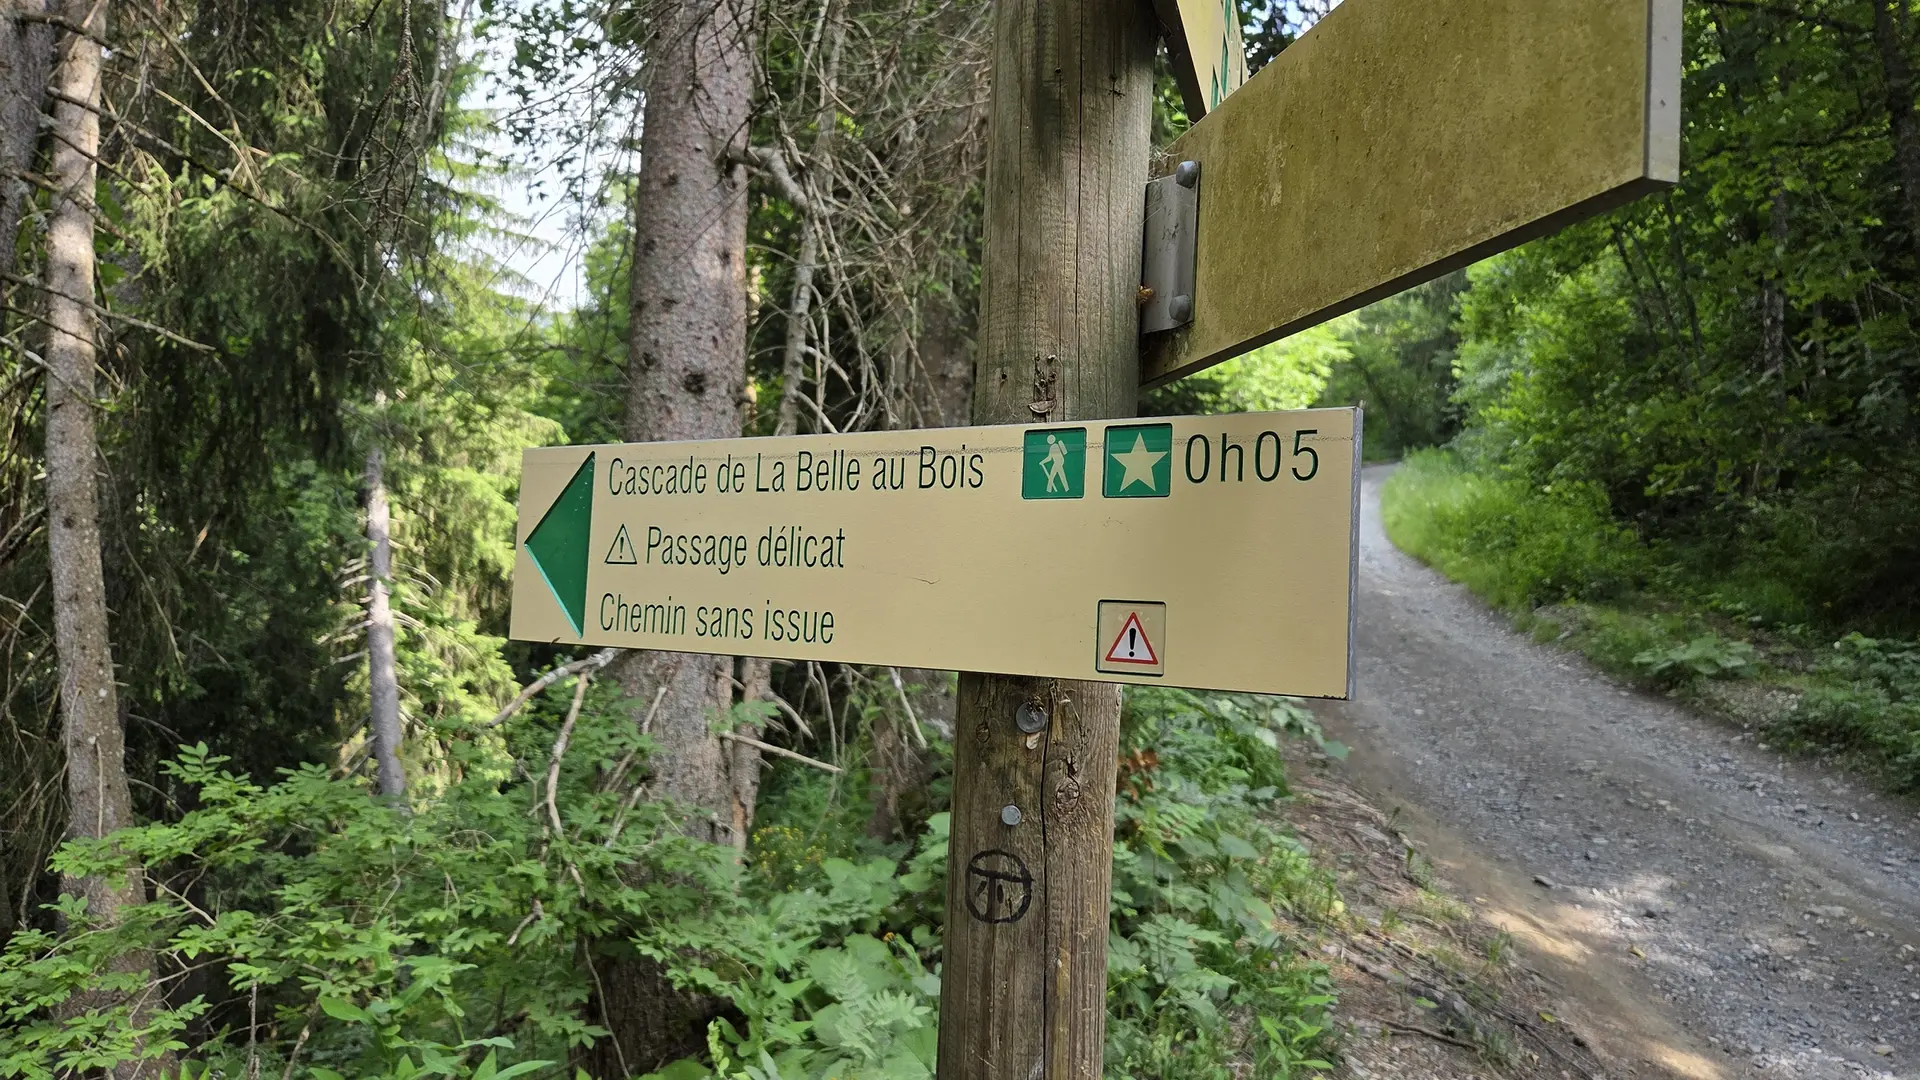 Cascade de La Belle au Bois 0h05
Passage délicat
Chemin sans issue